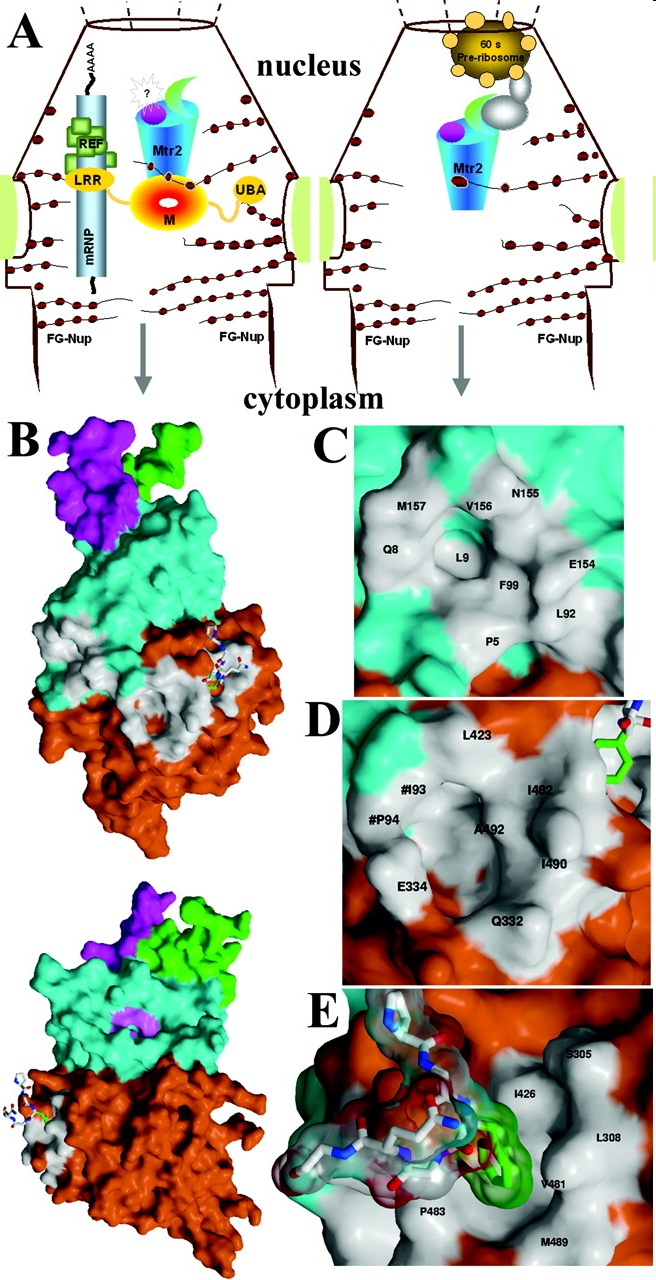 A
nucleus
AAAA
?
60 s
Pre-ribosome
REF
Mtr2
Mtr2
LRR
UBA
M
mRNP
FG-Nup
FG-Nup
FG-Nup
FG-Nup
cytoplasm
B
C
M157
V156
N155
Q8
L9
E154
F99
L92
P5
D
L423
#I93
I482
#P94
A492
I490
E334
Q332
E
S305
I426
L308
V481
P483
M489